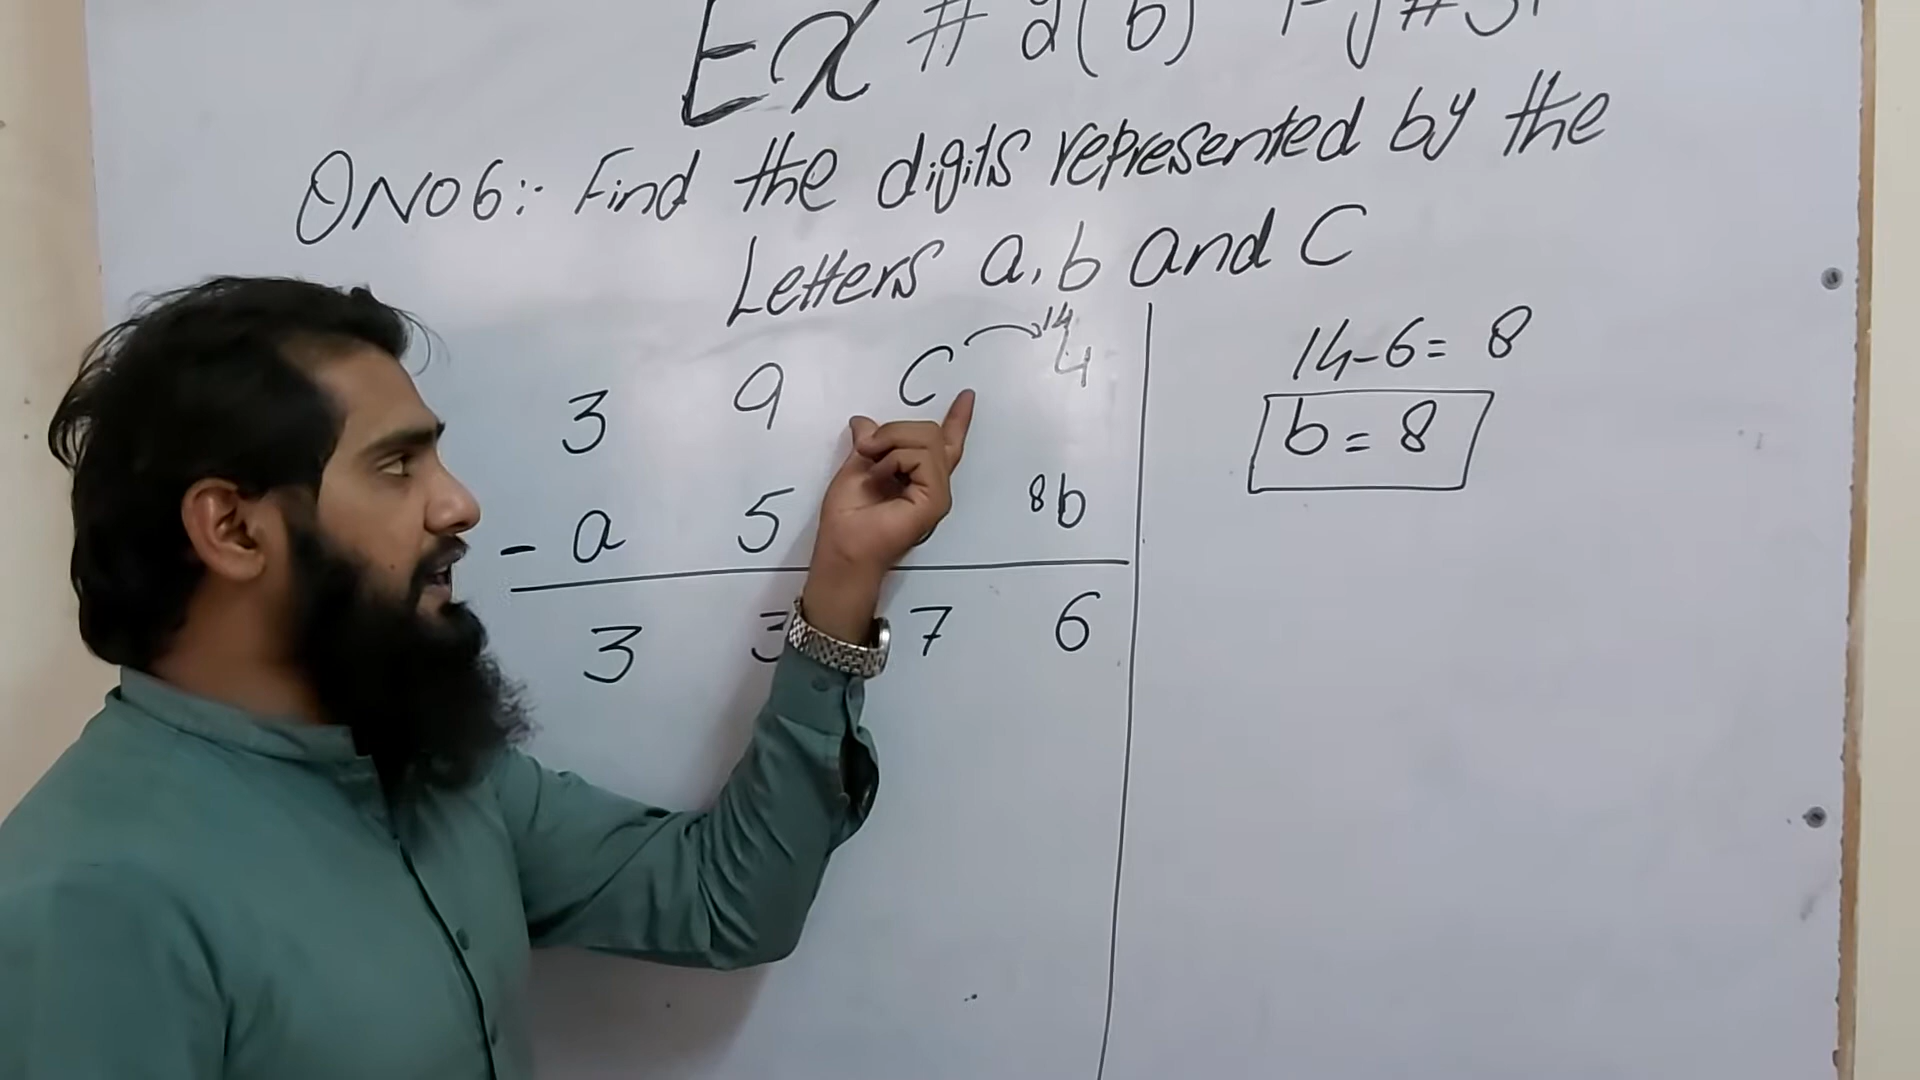 Ex # 2(b) Pg#
QNO6:: Find the digits represented by the
Letters a,b and C
14
3 9 C 4
- a 5 8b
3 3 7 6
14-6= 8
b = 8